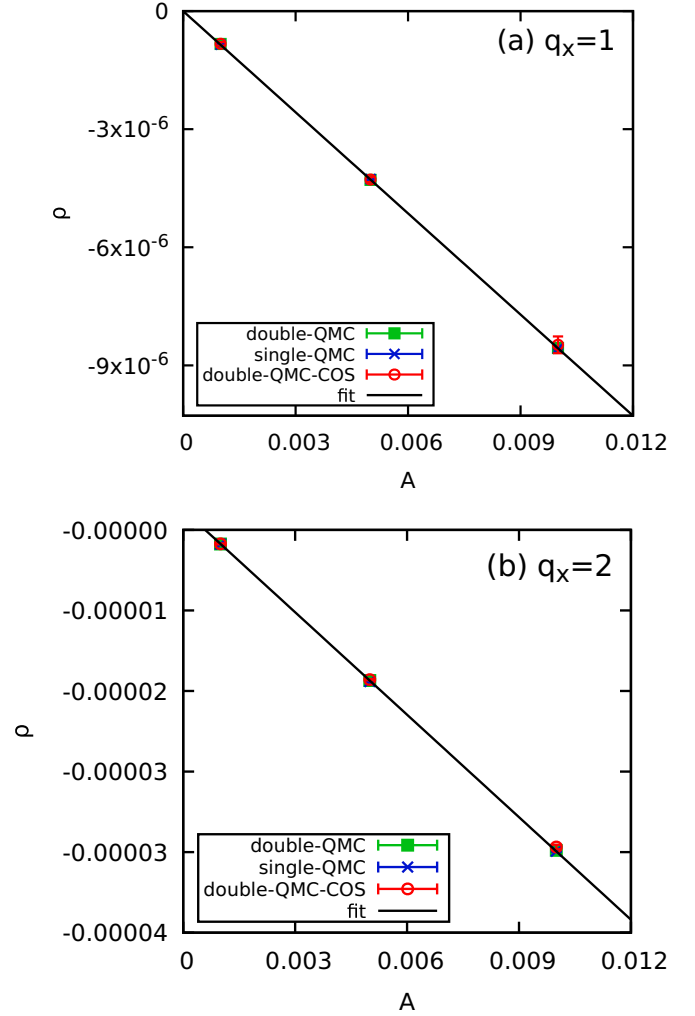 (a) qₓ=1
0
-3x10⁻⁶
-6x10⁻⁶
-9x10⁻⁶
ρ
double-QMC
single-QMC
double-QMC-COS
fit
0 0.003 0.006 0.009 0.012
A
(b) qₓ=2
-0.00000
-0.00001
-0.00002
-0.00003
-0.00003
-0.00004
ρ
double-QMC
single-QMC
double-QMC-COS
fit
0 0.003 0.006 0.009 0.012
A